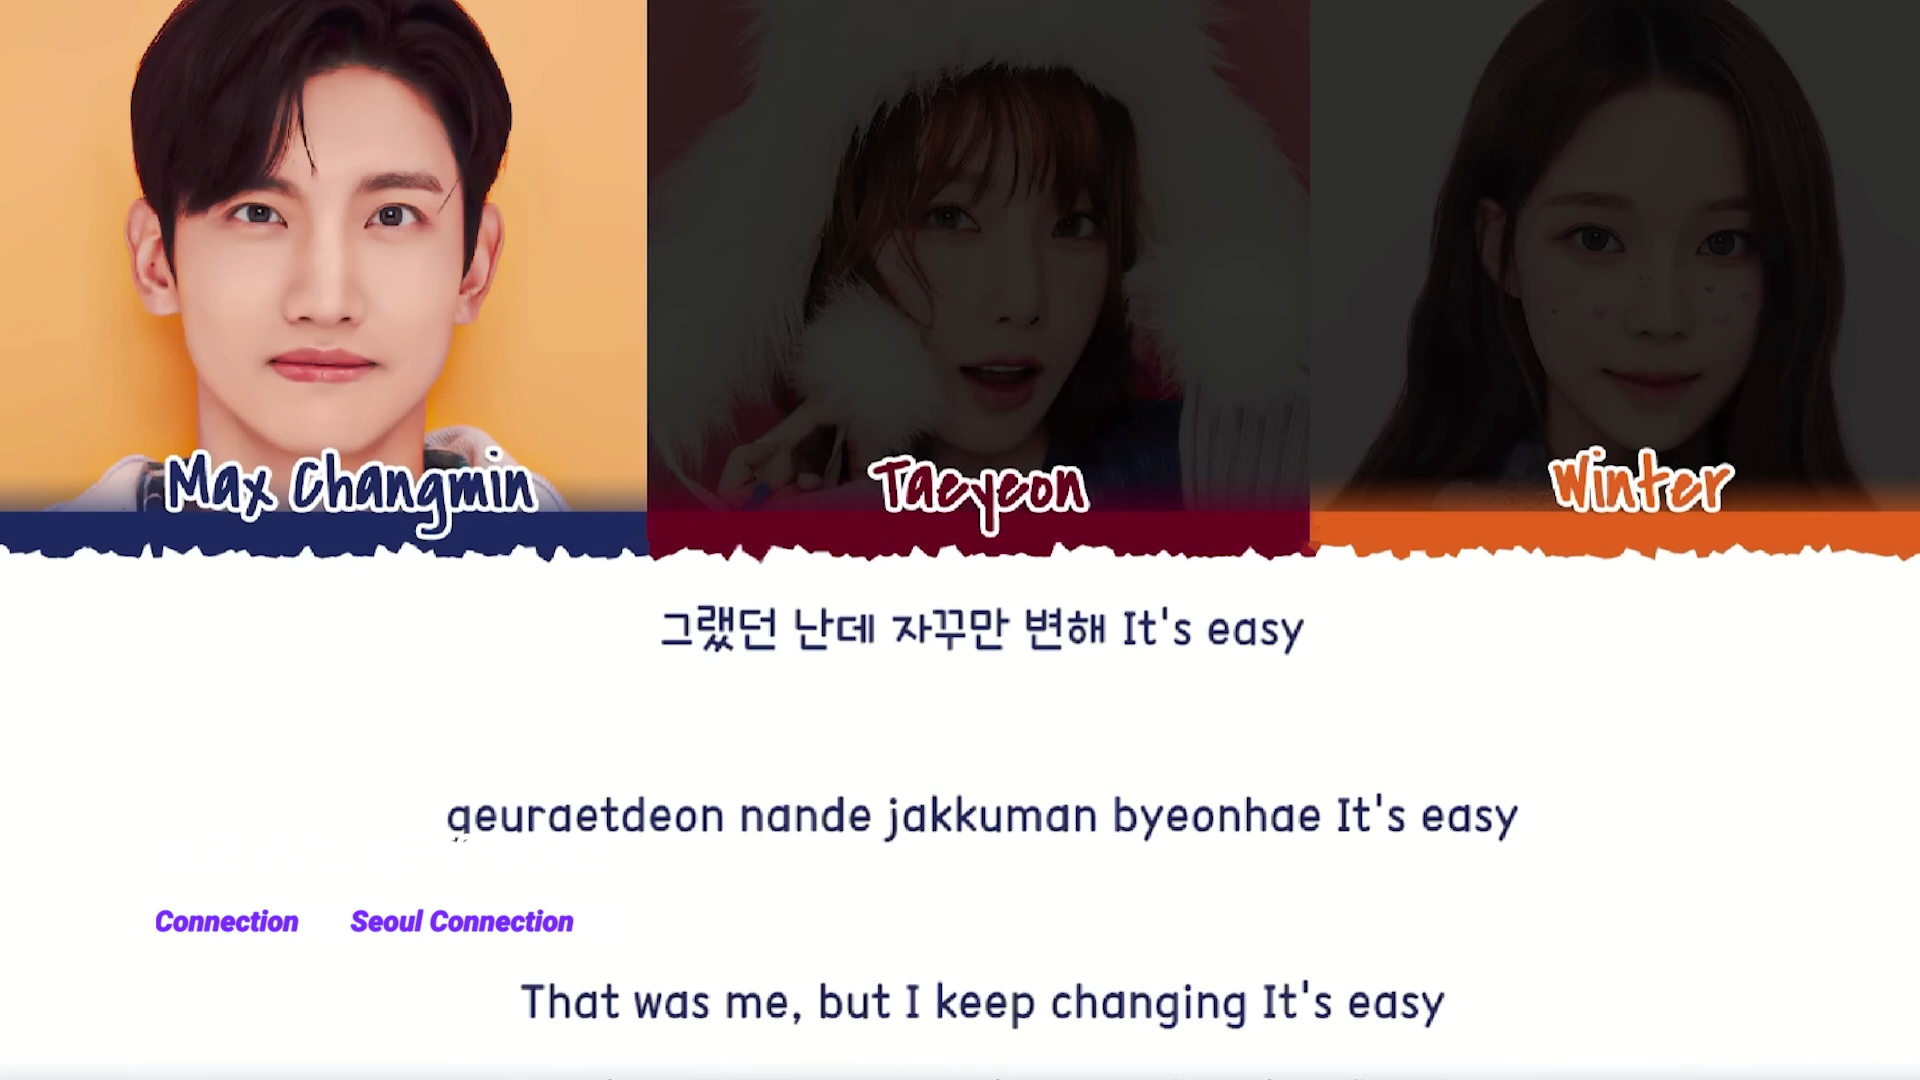 Max Changmin
Taeyeon
Winter
그랬던 난데 자꾸만 변해 It's easy
geuraetdeon nande jakkuman byeonhae It's easy
Connection Seoul Connection
That was me, but I keep changing It's easy